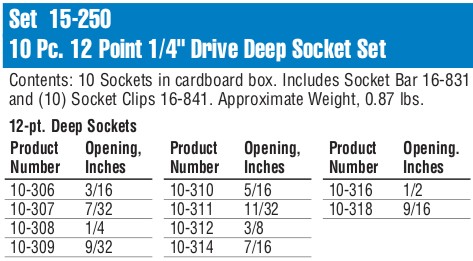 Set 15-250
10 Pc. 12 Point 1/4" Drive Deep Socket Set
Contents: 10 Sockets in cardboard box. Includes Socket Bar 16-831
and (10) Socket Clips 16-841. Approximate Weight, 0.87 lbs.
12-pt. Deep Sockets
Product Opening, Product Opening, Product Opening.
Number Inches Number Inches Number Inches
10-306 3/16 10-310 5/16 10-316 1/2
10-307 7/32 10-311 11/32 10-318 9/16
10-308 1/4 10-312 3/8
10-309 9/32 10-314 7/16